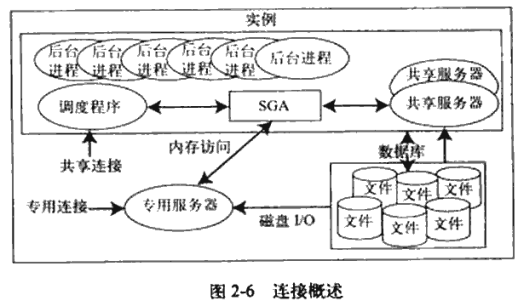 实例
后台进程
后台进程
后台进程
后台进程
后台进程
后台进程
共享服务器
调度程序
SGA
共享服务器
共享连接
内存访问
数据库
专用连接
专用服务器
磁盘 I/O
文件
文件
文件
文件
文件
文件
图 2-6 连接概述